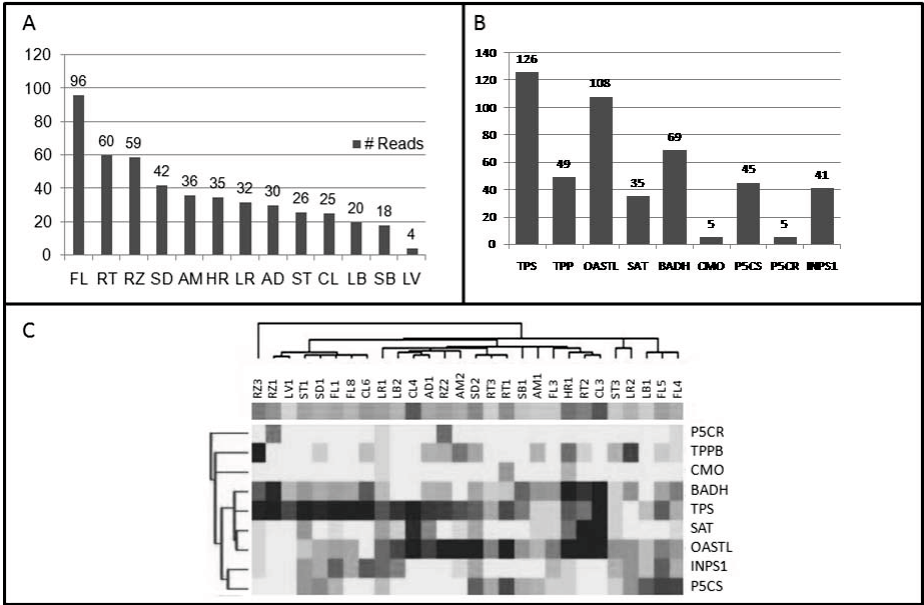 A
120
100
80
60
40
20
0
96
60
59
42
36
35
32
30
26
25
20
18
4
# Reads
FL RT RZ SD AM HR LR AD ST CL LB SB LV
B
140
120
100
80
60
40
20
0
126
49
108
35
69
5
45
5
41
TPS TPP OASTL SAT BADH CMO P5CS P5CR INPS1
C
RZ3 RZ1 LV1 ST1 SD1 FL1 FL8 CL6 LR1 LB2 CL4 AD1 RZ2 AM2 SD2 RT3 RT1 SB1 AM1 FL3 HR1 RT2 CL3 ST3 LR2 LB1 FL5 FL4
P5CR
TPPB
CMO
BADH
TPS
SAT
OASTL
INPS1
P5CS